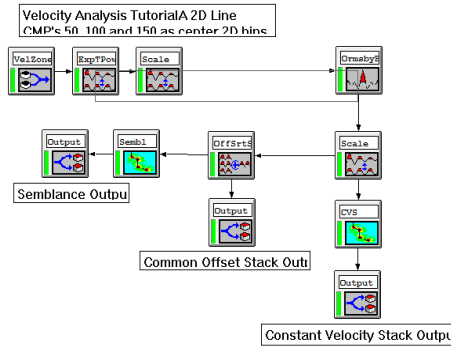 Velocity Analysis TutorialA 2D Line
CMP's 50, 100 and 150 as center 2D bins
VelZone
ExpTPow
Scale
OrmsbyB
Output
Sembl
OffSrtS
Scale
Semblance Outpu
Output
CVS
Common Offset Stack Outp
Output
Constant Velocity Stack Outpu